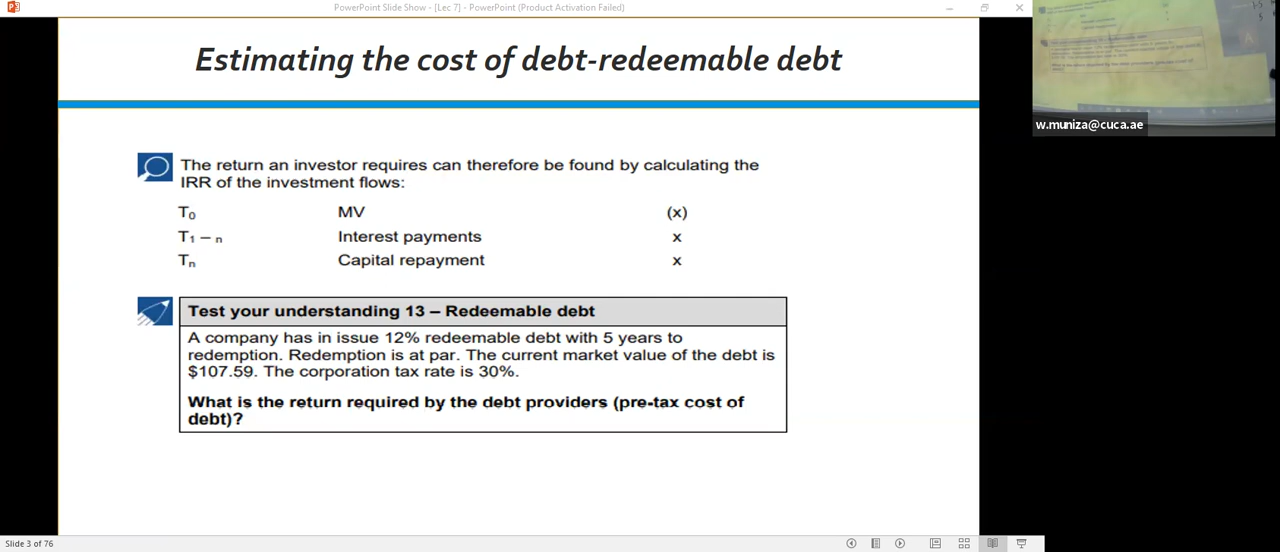 PowerPoint Slide Show - [Lec 7] - PowerPoint (Product Activation Failed)
Estimating the cost of debt-redeemable debt
The return an investor requires can therefore be found by calculating the
IRR of the investment flows:
T0 MV (x)
T1 – n Interest payments x
Tn Capital repayment x
Test your understanding 13 – Redeemable debt
A company has in issue 12% redeemable debt with 5 years to
redemption. Redemption is at par. The current market value of the debt is
$107.59. The corporation tax rate is 30%.
What is the return required by the debt providers (pre-tax cost of
debt)?
Slide 3 of 76
w.muniza@cuca.ae